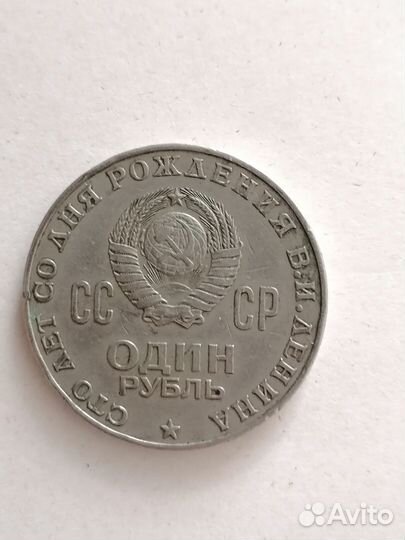 СТО ЛЕТ СО ДНЯ РОЖДЕНИЯ В.И.ЛЕНИНА
СС СР
ОДИН
РУБЛЬ
Avito